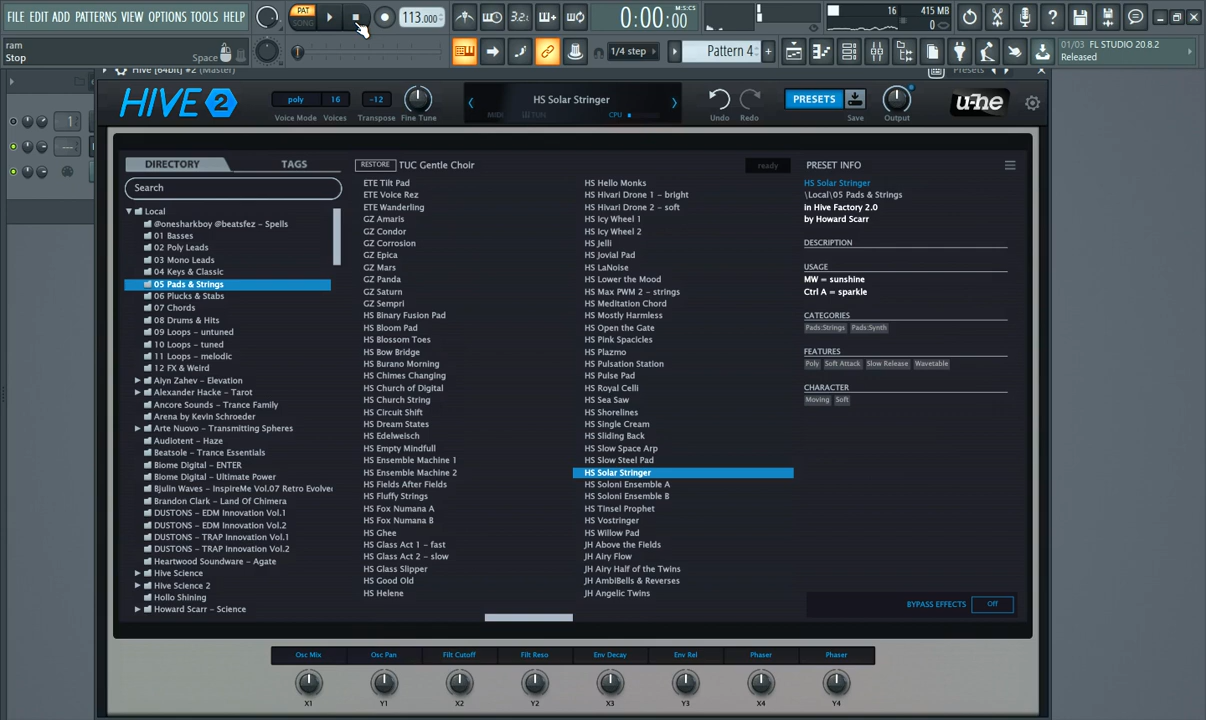 FILE EDIT ADD PATTERNS VIEW OPTIONS TOOLS HELP
PAT
SONG
113.000
0:00:00
M:S:CS
16
415 MB
0
ram
Stop
Space
1/4 step
Pattern 4
01/03 FL STUDIO 20.8.2
Released
Hive (64bit) #2 (Master)
Presets
HIVE 2
poly
16
-12
Voice Mode
Voices
Transpose
Fine Tune
HS Solar Stringer
MIDI
TUN
CPU
Undo
Redo
PRESETS
Save
Output
u-he
1
DIRECTORY
TAGS
Search
Local
@onesharkboy @beatsfez - Spells
01 Basses
02 Poly Leads
03 Mono Leads
04 Keys & Classic
05 Pads & Strings
06 Plucks & Stabs
07 Chords
08 Drums & Hits
09 Loops - untuned
10 Loops - tuned
11 Loops - melodic
12 FX & Weird
Alyn Zahev - Elevation
Alexander Hacke - Tarot
Ancore Sounds - Trance Family
Arena by Kevin Schroeder
Arte Nuovo - Transmitting Spheres
Audiotent - Haze
Beatsole - Trance Essentials
Biome Digital - ENTER
Biome Digital - Ultimate Power
Bjulin Waves - InspireMe Vol.07 Retro Evolve
Brandon Clark - Land Of Chimera
DUSTONS - EDM Innovation Vol.1
DUSTONS - EDM Innovation Vol.2
DUSTONS - TRAP Innovation Vol.1
DUSTONS - TRAP Innovation Vol.2
Heartwood Soundware - Agate
Hive Science
Hive Science 2
Hollo Shining
Howard Scarr - Science
RESTORE
TUC Gentle Choir
ready
ETE Tilt Pad
ETE Voice Rez
ETE Wanderling
GZ Amaris
GZ Condor
GZ Corrosion
GZ Epica
GZ Mars
GZ Panda
GZ Saturn
GZ Sempri
HS Binary Fusion Pad
HS Bloom Pad
HS Blossom Toes
HS Bow Bridge
HS Burano Morning
HS Chimes Changing
HS Church of Digital
HS Church String
HS Circuit Shift
HS Dream States
HS Edelweisch
HS Empty Mindfull
HS Ensemble Machine 1
HS Ensemble Machine 2
HS Fields After Fields
HS Fluffy Strings
HS Fox Numana A
HS Fox Numana B
HS Ghee
HS Glass Act 1 - fast
HS Glass Act 2 - slow
HS Glass Slipper
HS Good Old
HS Helene
HS Hello Monks
HS Hivari Drone 1 - bright
HS Hivari Drone 2 - soft
HS Icy Wheel 1
HS Icy Wheel 2
HS Jelli
HS Jovial Pad
HS LaNoise
HS Lower the Mood
HS Max PWM 2 - strings
HS Meditation Chord
HS Mostly Harmless
HS Open the Gate
HS Pink Spacicles
HS Plazmo
HS Pulsation Station
HS Pulse Pad
HS Royal Celli
HS Sea Saw
HS Shorelines
HS Single Cream
HS Sliding Back
HS Slow Space Arp
HS Slow Steel Pad
HS Solar Stringer
HS Soloni Ensemble A
HS Soloni Ensemble B
HS Tinsel Prophet
HS Vostringer
HS Willow Pad
JH Above the Fields
JH Airy Flow
JH Airy Half of the Twins
JH AmbiBells & Reverses
JH Angelic Twins
PRESET INFO
HS Solar Stringer
\Local\05 Pads & Strings
in Hive Factory 2.0
by Howard Scarr
DESCRIPTION
USAGE
MW = sunshine
Ctrl A = sparkle
CATEGORIES
Pads:Strings Pads:Synth
FEATURES
Poly Soft Attack Slow Release Wavetable
CHARACTER
Moving Soft
BYPASS EFFECTS
Off
Osc Mix
Osc Pan
Filt Cutoff
Filt Reso
Env Decay
Env Rel
Phaser
Phaser
X1
Y1
X2
Y2
X3
Y3
X4
Y4